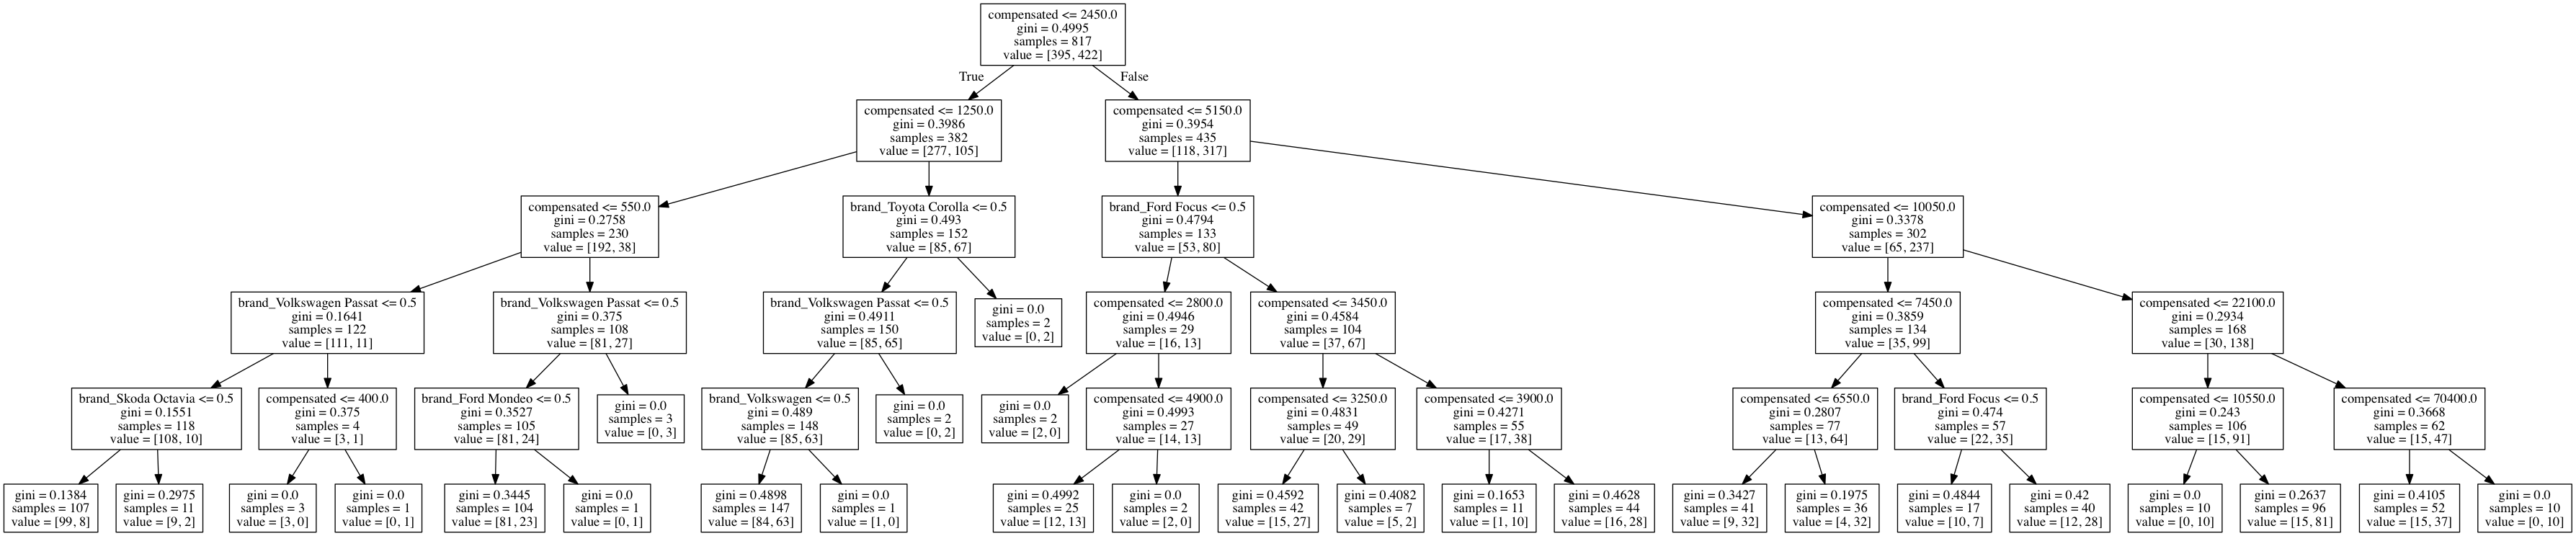 compensated <= 2450.0
gini = 0.4995
samples = 817
value = [395, 422]
True
False
compensated <= 1250.0
gini = 0.3986
samples = 382
value = [277, 105]
compensated <= 5150.0
gini = 0.3954
samples = 435
value = [118, 317]
compensated <= 550.0
gini = 0.2758
samples = 230
value = [192, 38]
brand_Toyota Corolla <= 0.5
gini = 0.493
samples = 152
value = [85, 67]
brand_Ford Focus <= 0.5
gini = 0.4794
samples = 133
value = [53, 80]
compensated <= 10050.0
gini = 0.3378
samples = 302
value = [65, 237]
brand_Volkswagen Passat <= 0.5
gini = 0.1641
samples = 122
value = [111, 11]
brand_Volkswagen Passat <= 0.5
gini = 0.375
samples = 108
value = [81, 27]
brand_Volkswagen Passat <= 0.5
gini = 0.4911
samples = 150
value = [85, 65]
gini = 0.0
samples = 2
value = [0, 2]
compensated <= 2800.0
gini = 0.4946
samples = 29
value = [16, 13]
compensated <= 3450.0
gini = 0.4584
samples = 104
value = [37, 67]
compensated <= 7450.0
gini = 0.3859
samples = 134
value = [35, 99]
compensated <= 22100.0
gini = 0.2934
samples = 168
value = [30, 138]
brand_Skoda Octavia <= 0.5
gini = 0.1551
samples = 118
value = [108, 10]
compensated <= 400.0
gini = 0.375
samples = 4
value = [3, 1]
brand_Ford Mondeo <= 0.5
gini = 0.3527
samples = 105
value = [81, 24]
gini = 0.0
samples = 3
value = [0, 3]
brand_Volkswagen <= 0.5
gini = 0.489
samples = 148
value = [85, 63]
gini = 0.0
samples = 2
value = [0, 2]
gini = 0.0
samples = 2
value = [2, 0]
compensated <= 4900.0
gini = 0.4993
samples = 27
value = [14, 13]
compensated <= 3250.0
gini = 0.4831
samples = 49
value = [20, 29]
compensated <= 3900.0
gini = 0.4271
samples = 55
value = [17, 38]
compensated <= 6550.0
gini = 0.2807
samples = 77
value = [13, 64]
brand_Ford Focus <= 0.5
gini = 0.474
samples = 57
value = [22, 35]
compensated <= 10550.0
gini = 0.243
samples = 106
value = [15, 91]
compensated <= 70400.0
gini = 0.3668
samples = 62
value = [15, 47]
gini = 0.1384
samples = 107
value = [99, 8]
gini = 0.2975
samples = 11
value = [9, 2]
gini = 0.0
samples = 3
value = [3, 0]
gini = 0.0
samples = 1
value = [0, 1]
gini = 0.3445
samples = 104
value = [81, 23]
gini = 0.0
samples = 1
value = [0, 1]
gini = 0.4898
samples = 147
value = [84, 63]
gini = 0.0
samples = 1
value = [1, 0]
gini = 0.4992
samples = 25
value = [12, 13]
gini = 0.0
samples = 2
value = [2, 0]
gini = 0.4592
samples = 42
value = [15, 27]
gini = 0.4082
samples = 7
value = [5, 2]
gini = 0.1653
samples = 11
value = [1, 10]
gini = 0.4628
samples = 44
value = [16, 28]
gini = 0.3427
samples = 41
value = [9, 32]
gini = 0.1975
samples = 36
value = [4, 32]
gini = 0.4844
samples = 17
value = [10, 7]
gini = 0.42
samples = 40
value = [12, 28]
gini = 0.0
samples = 10
value = [0, 10]
gini = 0.2637
samples = 96
value = [15, 81]
gini = 0.4105
samples = 52
value = [15, 37]
gini = 0.0
samples = 10
value = [0, 10]